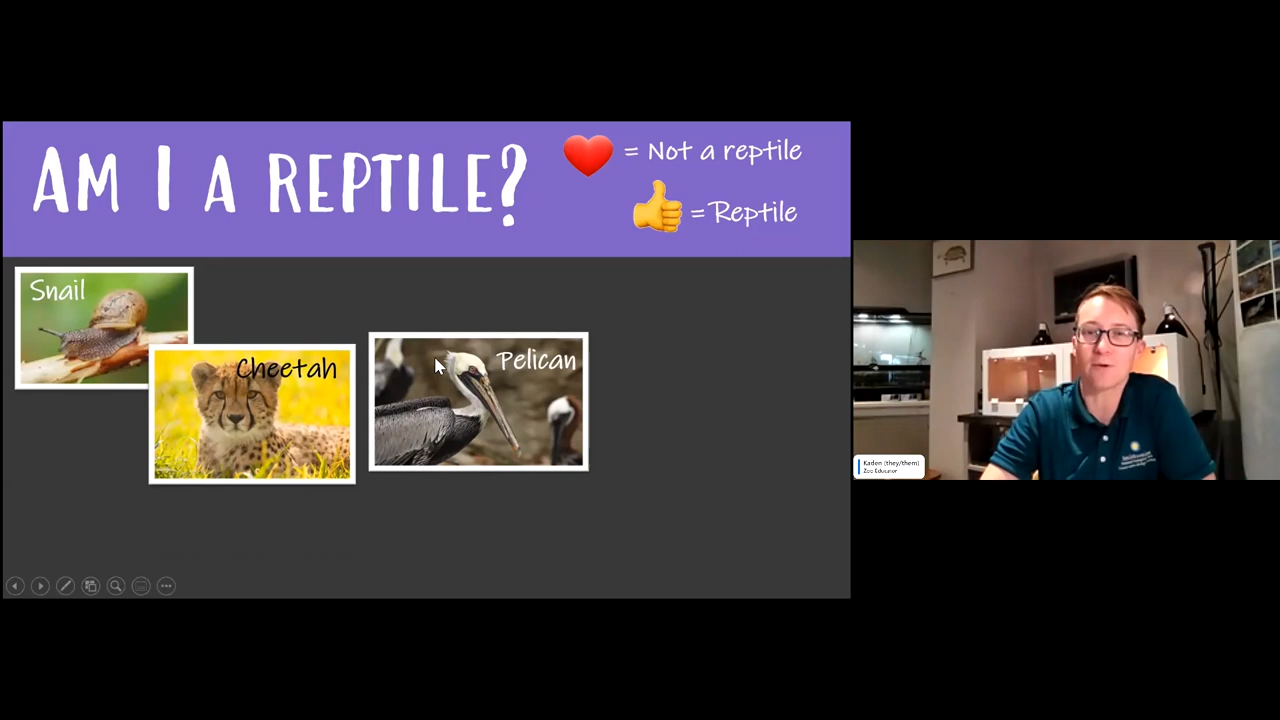 AM I A REPTILE?
= Not a reptile
= Reptile
Snail
Cheetah
Pelican
Kaden (they/them)
Zoo Educator